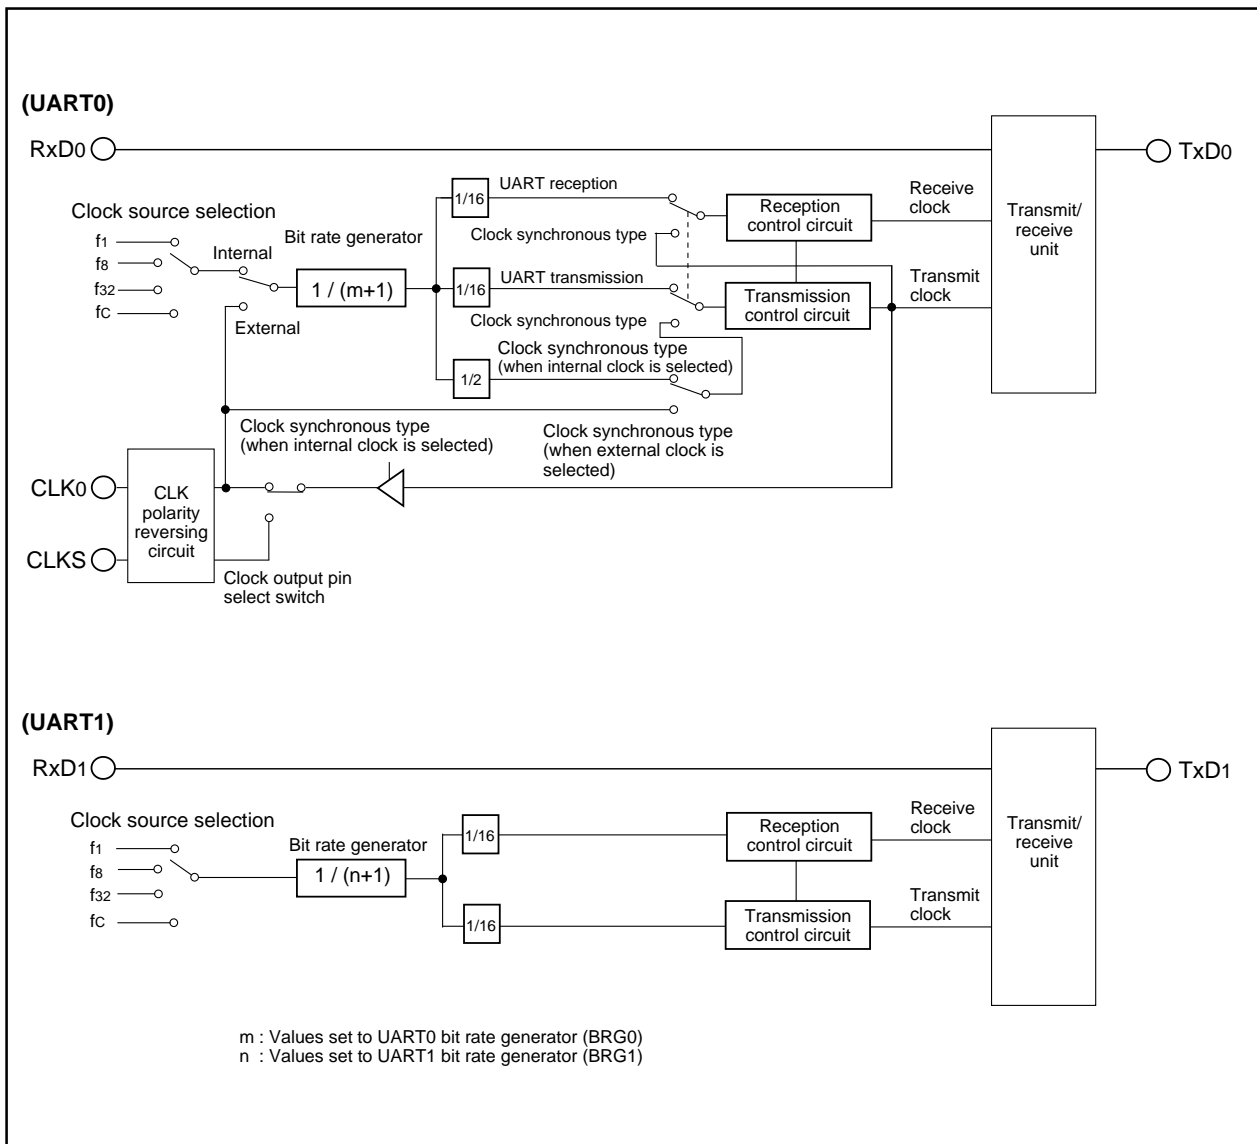 (UART0)
RxD0
TxD0
Clock source selection
f1
f8
f32
fC
Internal
External
Bit rate generator
1 / (m+1)
1/16
UART reception
Clock synchronous type
1/16
UART transmission
Clock synchronous type
1/2
Clock synchronous type
(when internal clock is selected)
Reception
control circuit
Transmission
control circuit
Receive
clock
Transmit
clock
Transmit/
receive
unit
Clock synchronous type
(when internal clock is selected)
Clock synchronous type
(when external clock is
selected)
CLK0
CLKS
CLK
polarity
reversing
circuit
Clock output pin
select switch
(UART1)
RxD1
TxD1
Clock source selection
f1
f8
f32
fC
Bit rate generator
1 / (n+1)
1/16
1/16
Reception
control circuit
Transmission
control circuit
Receive
clock
Transmit
clock
Transmit/
receive
unit
m : Values set to UART0 bit rate generator (BRG0)
n : Values set to UART1 bit rate generator (BRG1)